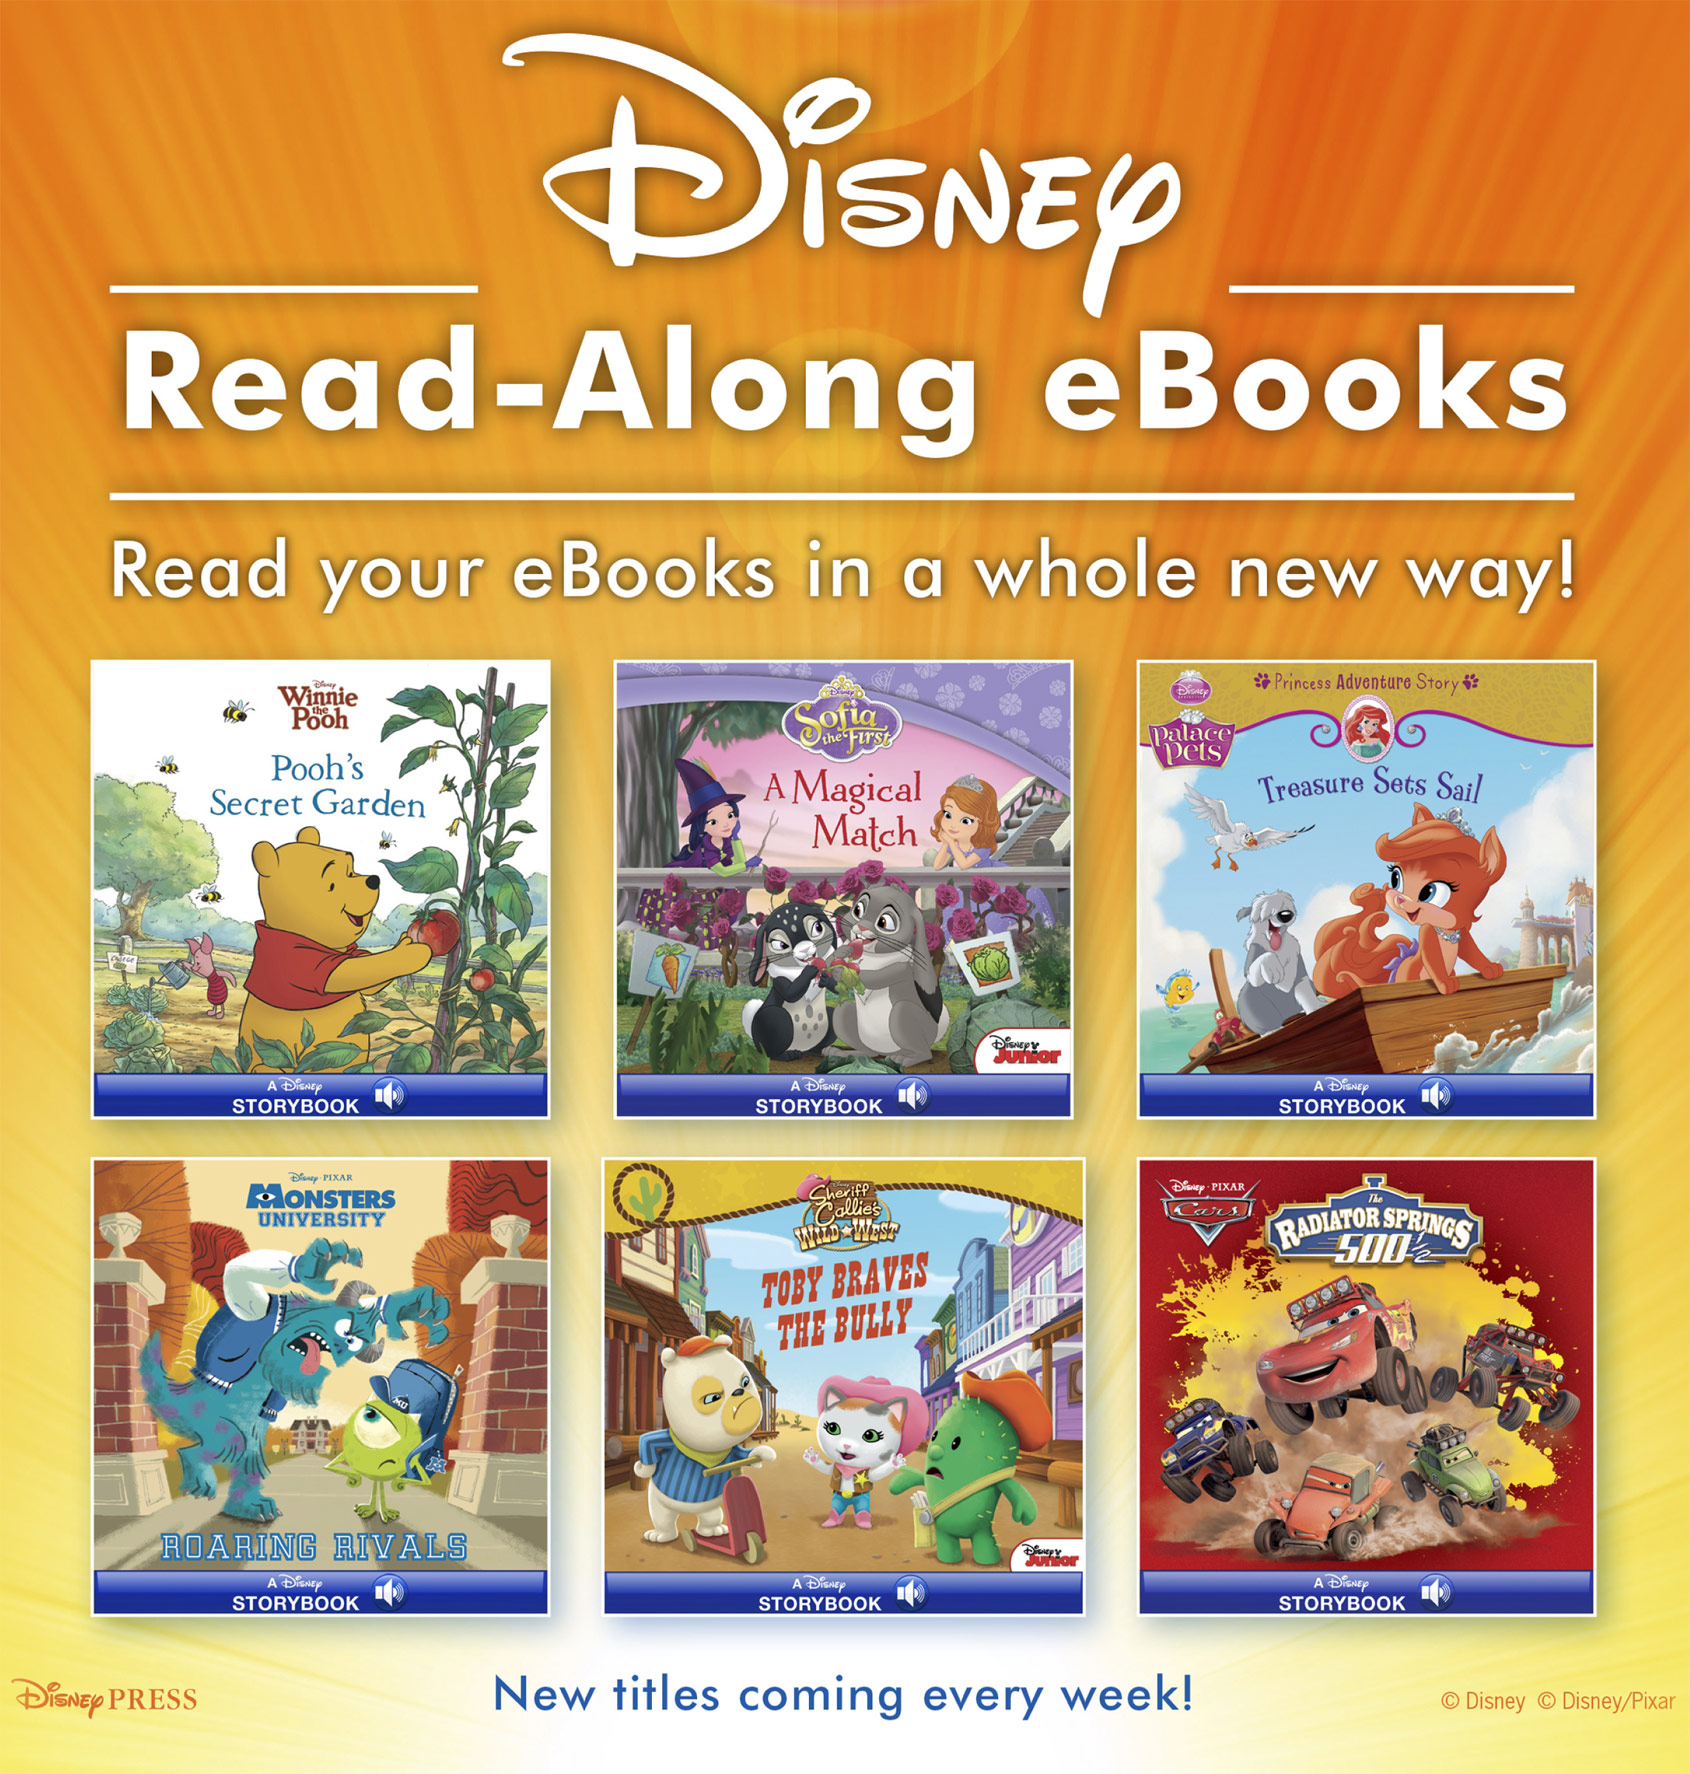 Disney
Read-Along eBooks
Read your eBooks in a whole new way!
Disney
Winnie
the
Pooh
Pooh's
Secret Garden
A Disney
STORYBOOK
Disney
Sofia
the First
A Magical
Match
Disney
Junior
A Disney
STORYBOOK
Disney
Princess Adventure Story
Palace
Pets
Treasure Sets Sail
A Disney
STORYBOOK
Disney · PIXAR
MONSTERS
UNIVERSITY
MU
ROARING RIVALS
A Disney
STORYBOOK
Disney
Sheriff
Callie's
WILD WEST
TOBY BRAVES
THE BULLY
Disney
Junior
A Disney
STORYBOOK
Disney · PIXAR
Cars
The
RADIATOR SPRINGS
500 1/2
A Disney
STORYBOOK
Disney PRESS
New titles coming every week!
© Disney © Disney/Pixar